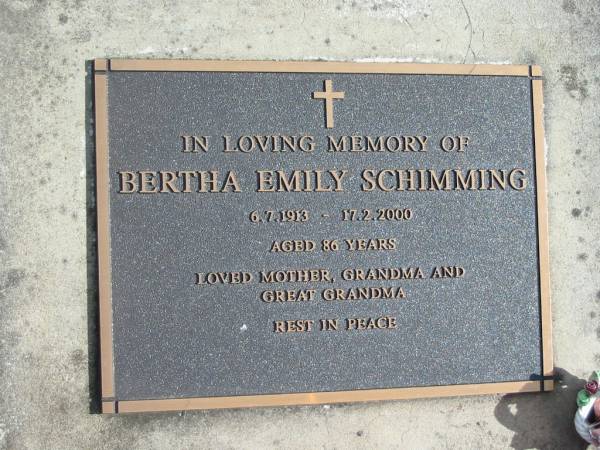 IN LOVING MEMORY OF
BERTHA EMILY SCHIMMING
6.7.1913 - 17.2.2000
AGED 86 YEARS
LOVED MOTHER, GRANDMA AND
GREAT GRANDMA
REST IN PEACE